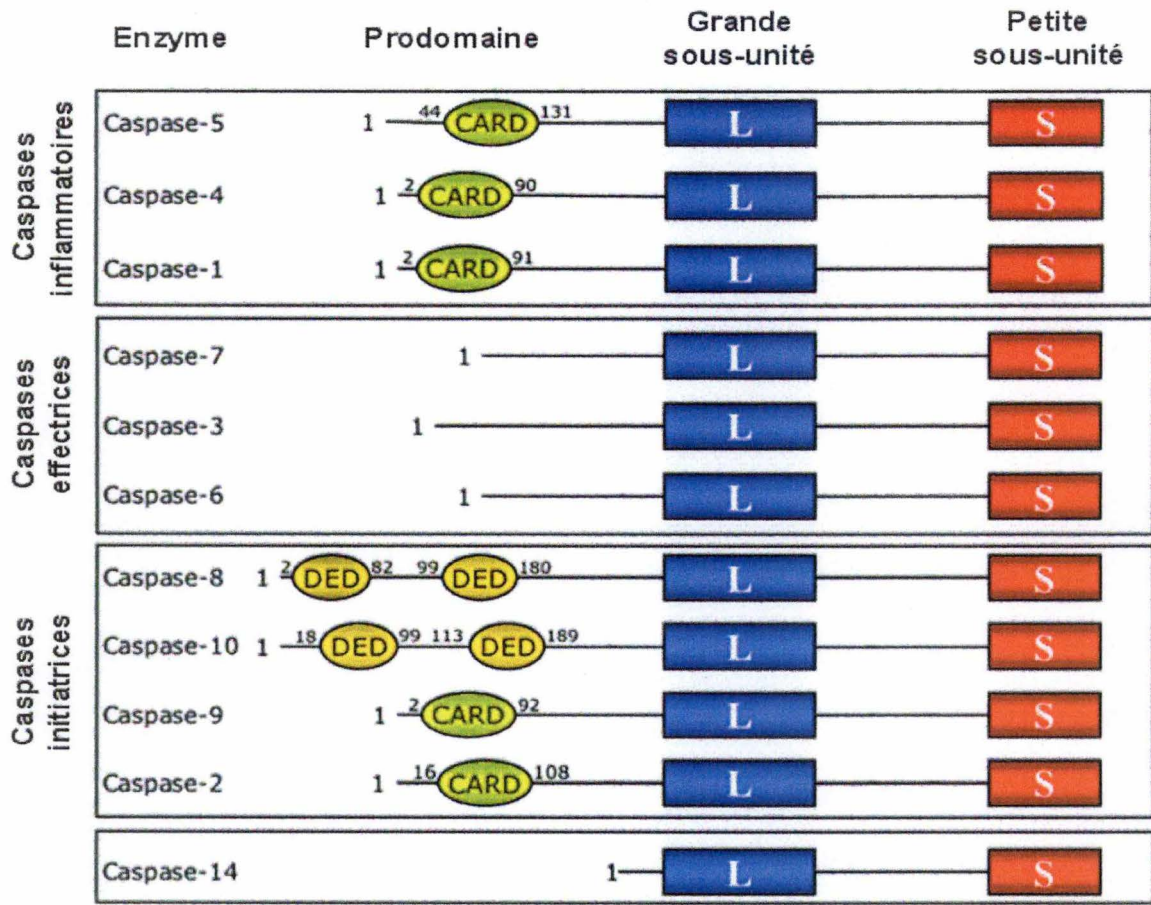 Enzyme Prodomaine Grande sous-unité Petite sous-unité
Caspases inflammatoires
Caspase-5 1 44 CARD 131 L S
Caspase-4 1 2 CARD 90 L S
Caspase-1 1 2 CARD 91 L S
Caspases effectrices
Caspase-7 1 L S
Caspase-3 1 L S
Caspase-6 1 L S
Caspases initiatrices
Caspase-8 1 2 DED 82 99 DED 180 L S
Caspase-10 1 18 DED 99 113 DED 189 L S
Caspase-9 1 2 CARD 92 L S
Caspase-2 1 16 CARD 108 L S
Caspase-14 1 L S